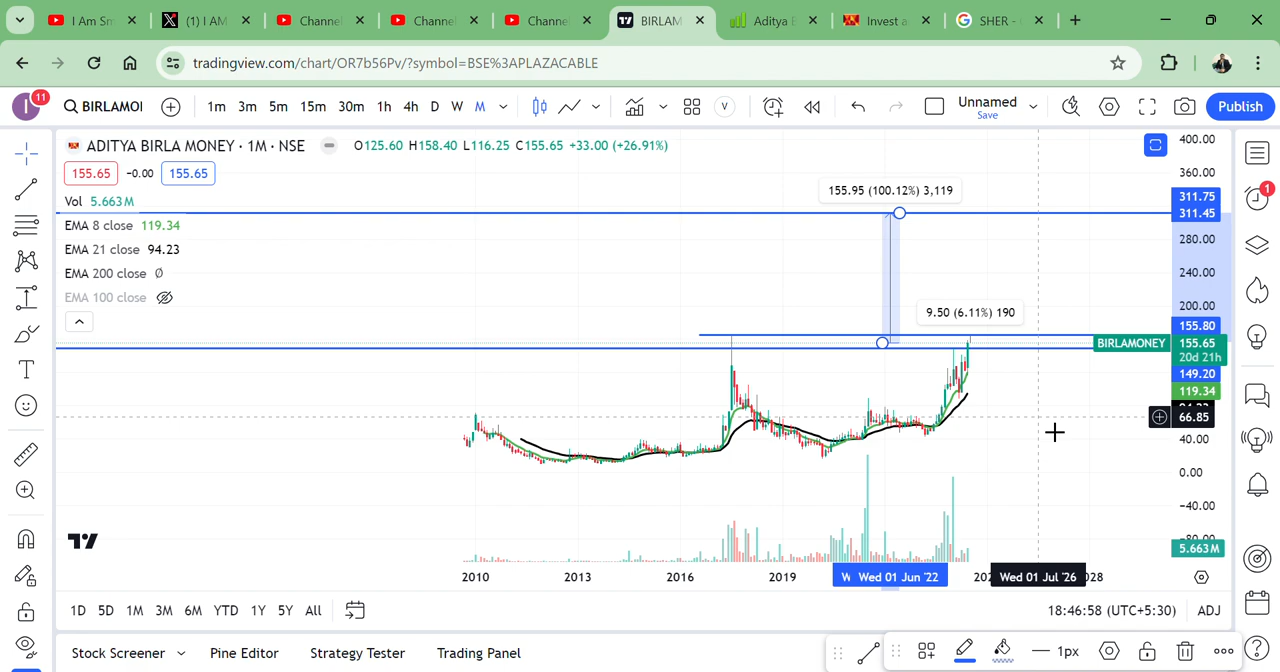 I Am Sm
(1) I AM
Channel
Channel
Channel
BIRLAM
Aditya B
Invest a
SHER -
tradingview.com/chart/OR7b56Pv/?symbol=BSE%3APLAZACABLE
I
11
BIRLAMOI
1m 3m 5m 15m 30m 1h 4h D W M
V
Unnamed
Save
Publish
ADITYA BIRLA MONEY · 1M · NSE
O125.60 H158.40 L116.25 C155.65 +33.00 (+26.91%)
155.65 -0.00 155.65
Vol 5.663M
EMA 8 close 119.34
EMA 21 close 94.23
EMA 200 close Ø
EMA 100 close
155.95 (100.12%) 3,119
9.50 (6.11%) 190
400.00
360.00
311.75
311.45
280.00
240.00
200.00
155.80
BIRLAMONEY 155.65
20d 21h
149.20
119.34
66.85
40.00
0.00
-40.00
5.663M
1
2010 2013 2016 2019 W Wed 01 Jun '22 Wed 01 Jul '26 028
1D 5D 1M 3M 6M YTD 1Y 5Y All
18:46:58 (UTC+5:30) ADJ
Stock Screener Pine Editor Strategy Tester Trading Panel
1px